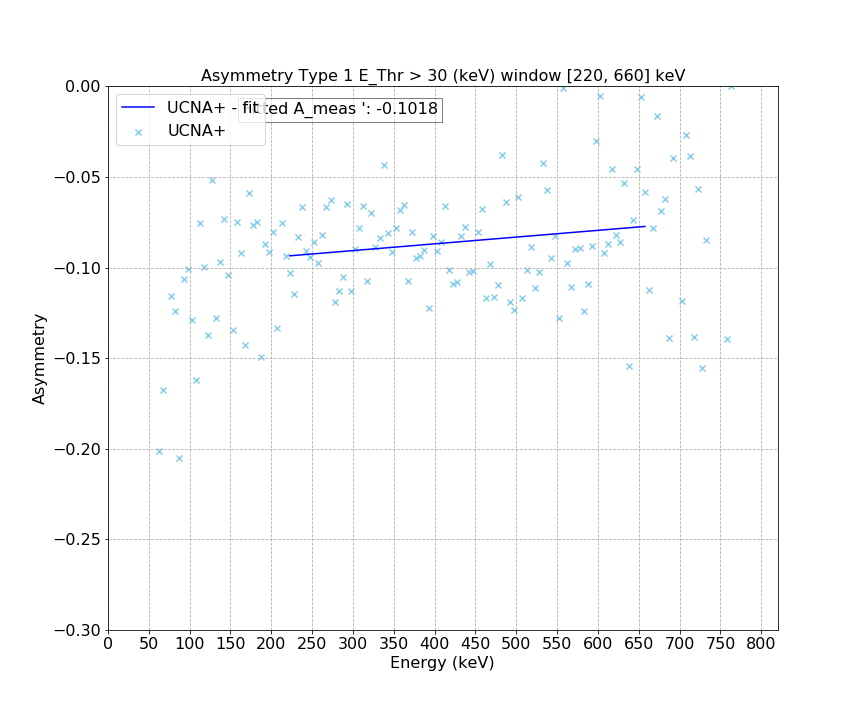 Asymmetry Type 1 E_Thr > 30 (keV) window [220, 660] keV
UCNA+ - fitted A_meas ': -0.1018
UCNA+
Asymmetry
0.00
−0.05
−0.10
−0.15
−0.20
−0.25
−0.30
0 50 100 150 200 250 300 350 400 450 500 550 600 650 700 750 800
Energy (keV)